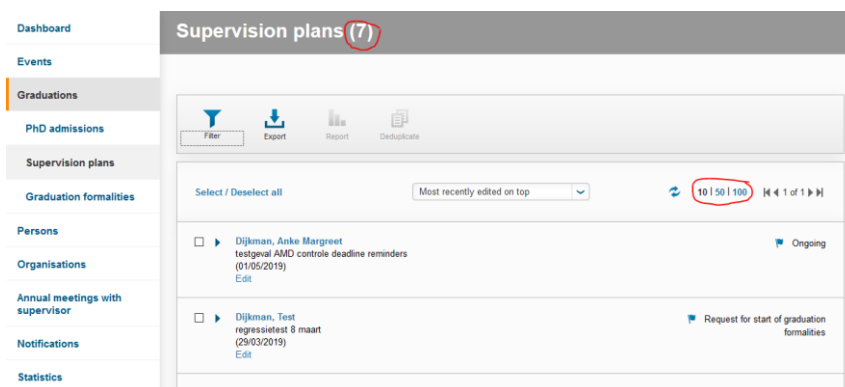 Dashboard
Events
Graduations
PhD admissions
Supervision plans
Graduation formalities
Persons
Organisations
Annual meetings with
supervisor
Notifications
Statistics
Supervision plans (7)
Filter
Export
Report
Deduplicate
Select / Deselect all
Most recently edited on top
10 | 50 | 100
1 of 1
Dijkman, Anke Margreet
testgeval AMD controle deadline reminders
(01/05/2019)
Edit
Ongoing
Dijkman, Test
regressietest 8 maart
(29/03/2019)
Edit
Request for start of graduation
formalities